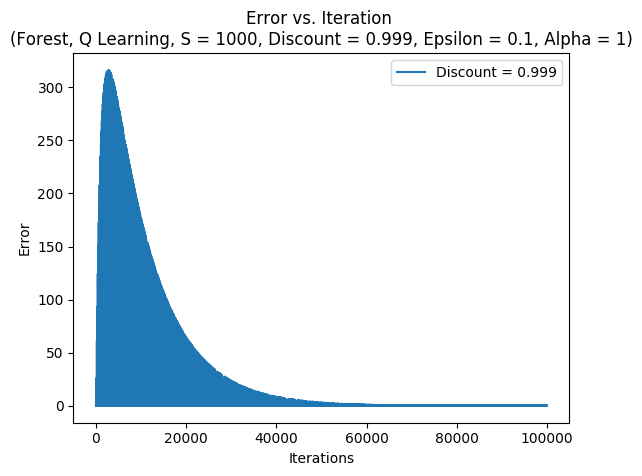 Error vs. Iteration
(Forest, Q Learning, S = 1000, Discount = 0.999, Epsilon = 0.1, Alpha = 1)
Discount = 0.999
300
250
200
150
100
50
0
Error
0 20000 40000 60000 80000 100000
Iterations